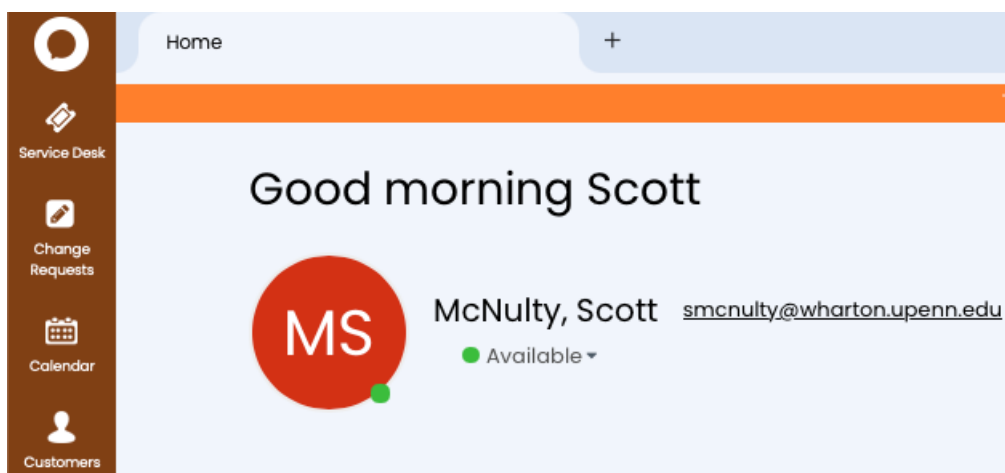 Home
+
Service Desk
Good morning Scott
Change
Requests
MS
McNulty, Scott smcnulty@wharton.upenn.edu
Available
Calendar
Customers